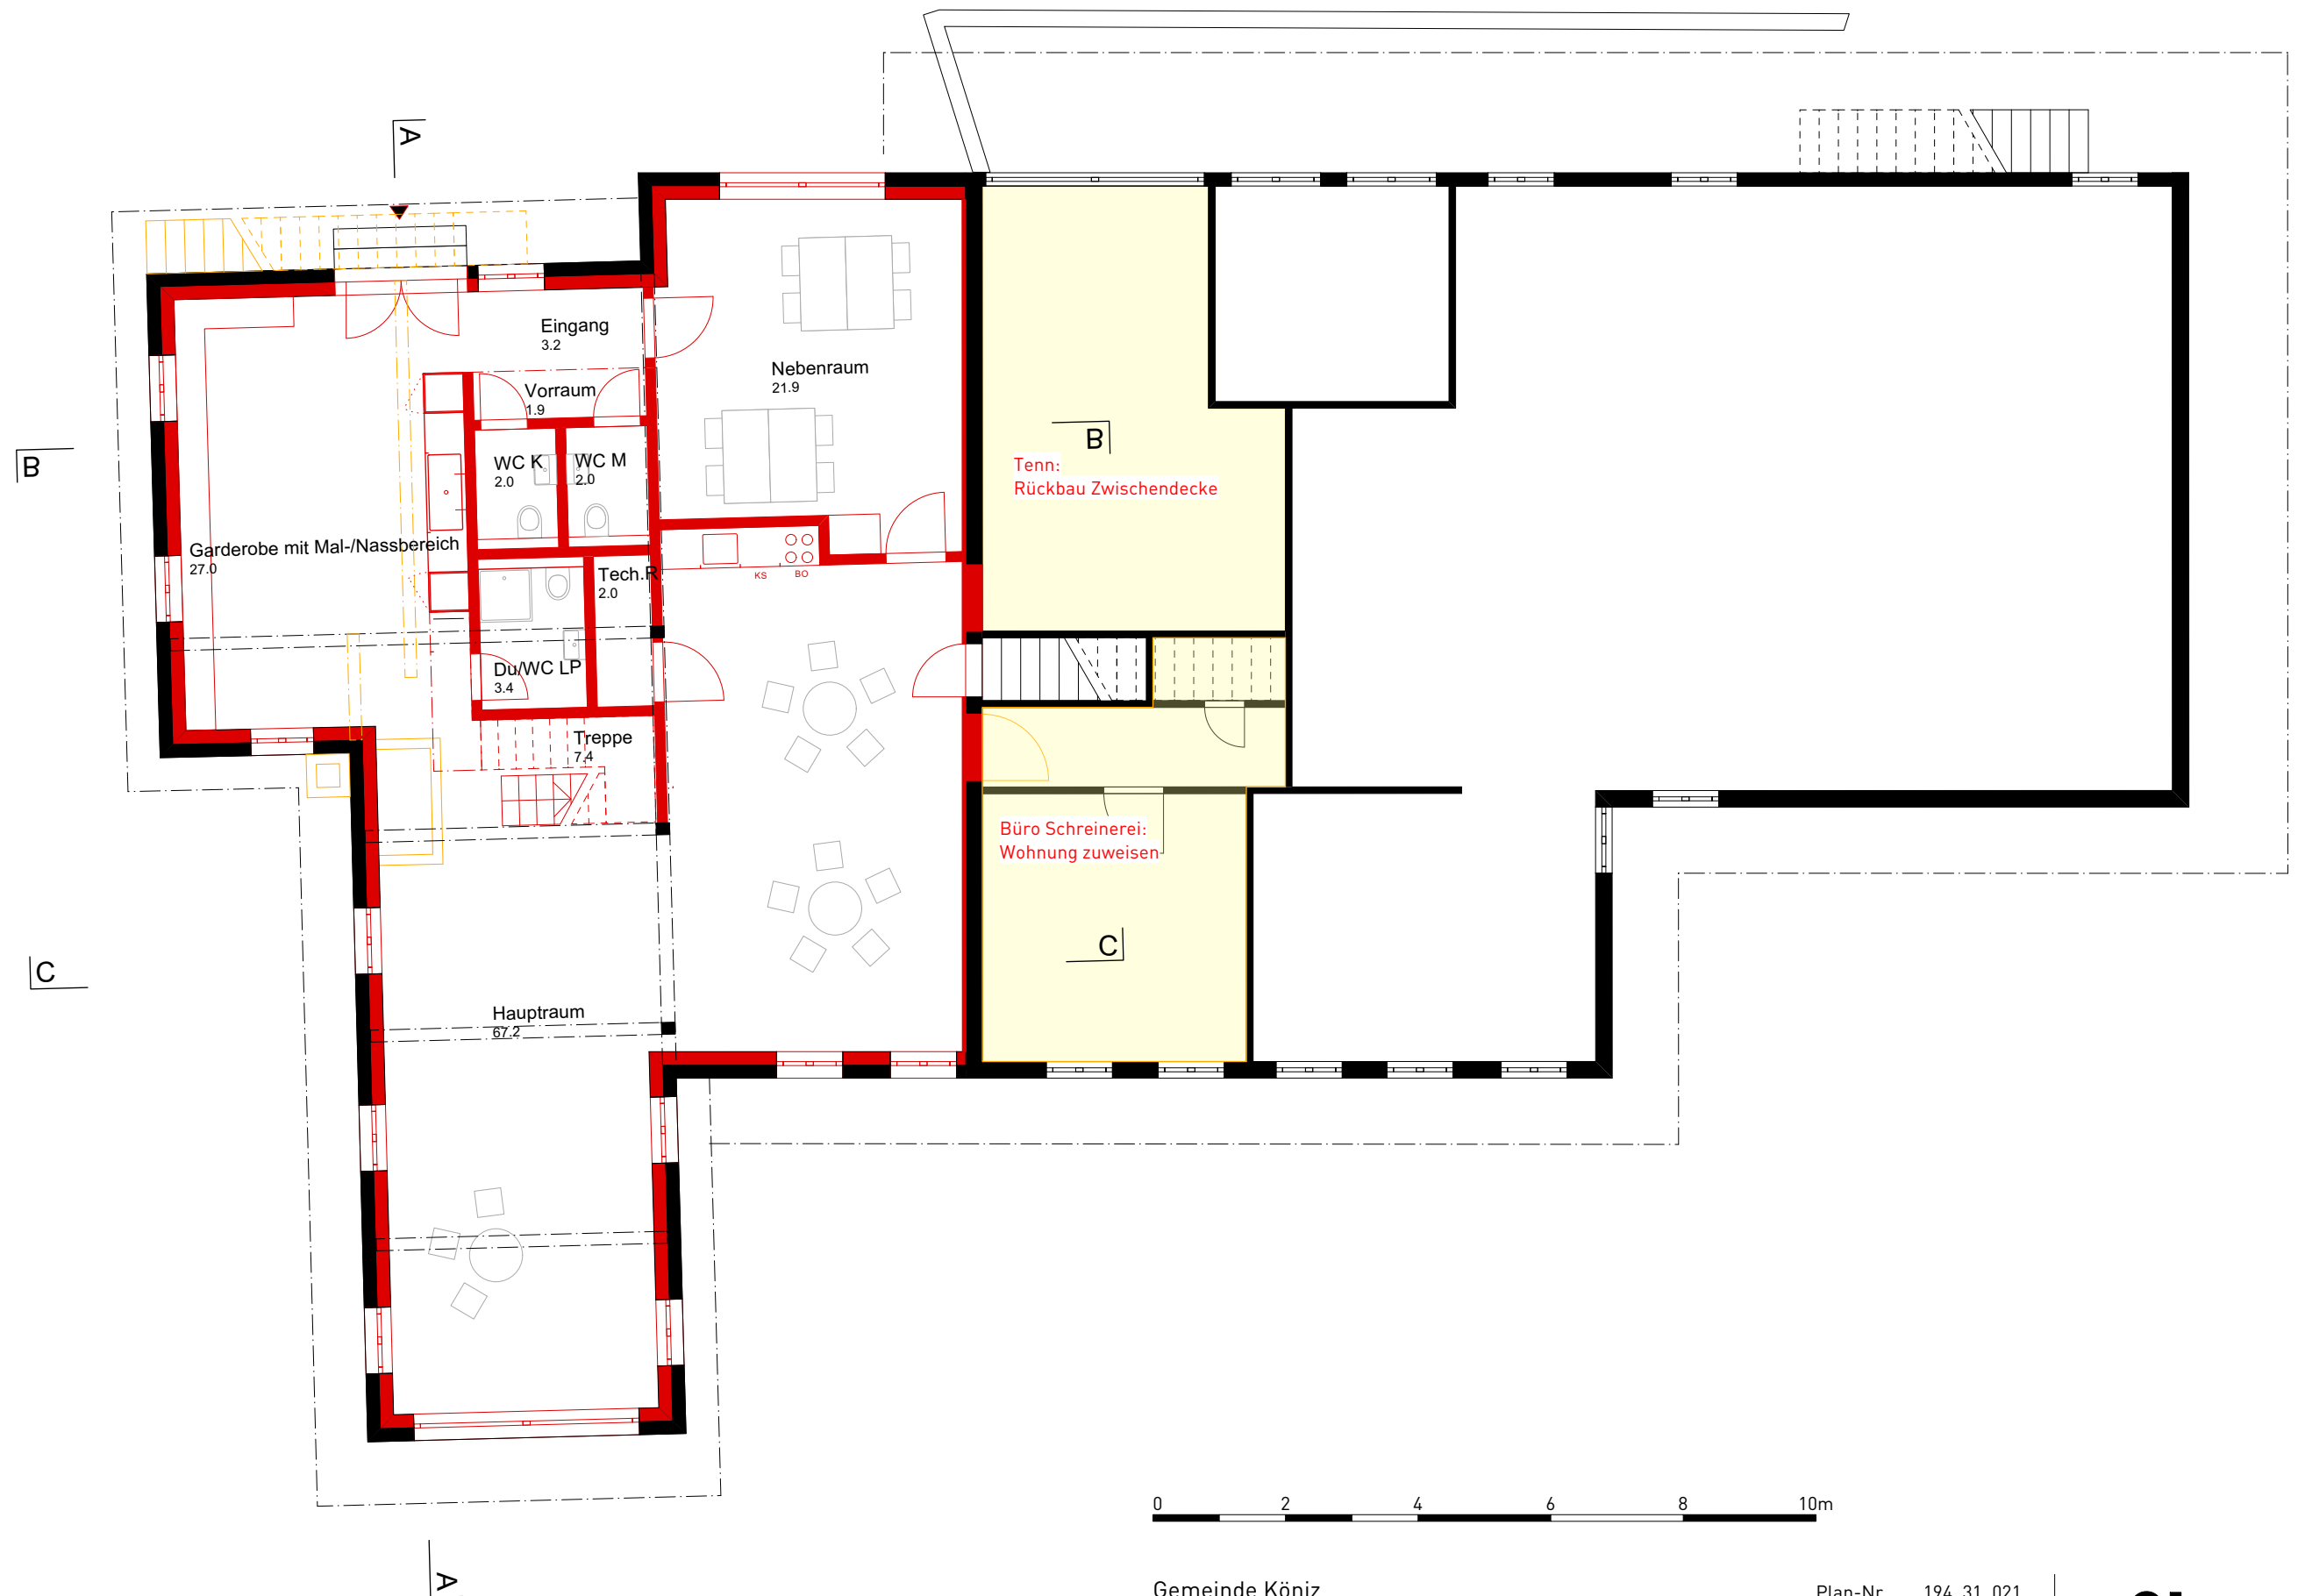 A
Eingang
3.2
Nebenraum
21.9
Vorraum
1.9
B
B
WC K
2.0
WC M
2.0
Tenn:
Rückbau Zwischendecke
Garderobe mit Mal-/Nassbereich
27.0
KS
BO
Tech.R
2.0
Du/WC LP
3.4
Treppe
7.4
Büro Schreinerei:
Wohnung zuweisen
C
C
Hauptraum
67.2
0 2 4 6 8 10m
A
Gemeinde Köniz
Plan-Nr. 194_31_021